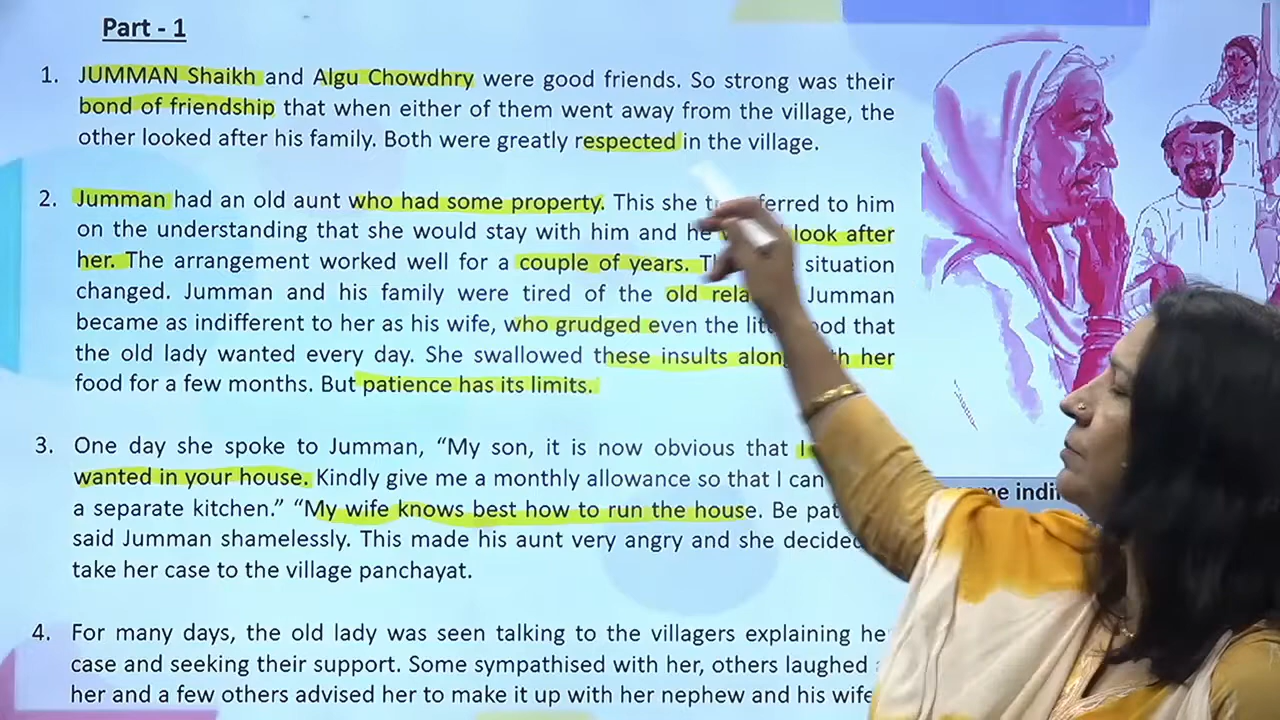 Part - 1
1. JUMMAN Shaikh and Algu Chowdhry were good friends. So strong was their
bond of friendship that when either of them went away from the village, the
other looked after his family. Both were greatly respected in the village.
2. Jumman had an old aunt who had some property. This she ferred to him
on the understanding that she would stay with him and he look after
her. The arrangement worked well for a couple of years. situation
changed. Jumman and his family were tired of the old Jumman
became as indifferent to her as his wife, who grudged even the that
the old lady wanted every day. She swallowed these insults her
food for a few months. But patience has its limits.
3. One day she spoke to Jumman, “My son, it is now obvious that I
wanted in your house. Kindly give me a monthly allowance so that I can
a separate kitchen.” “My wife knows best how to run the house. Be
said Jumman shamelessly. This made his aunt very angry and she decided
take her case to the village panchayat.
4. For many days, the old lady was seen talking to the villagers explaining
case and seeking their support. Some sympathised with her, others laughed
her and a few others advised her to make it up with her nephew and his wife